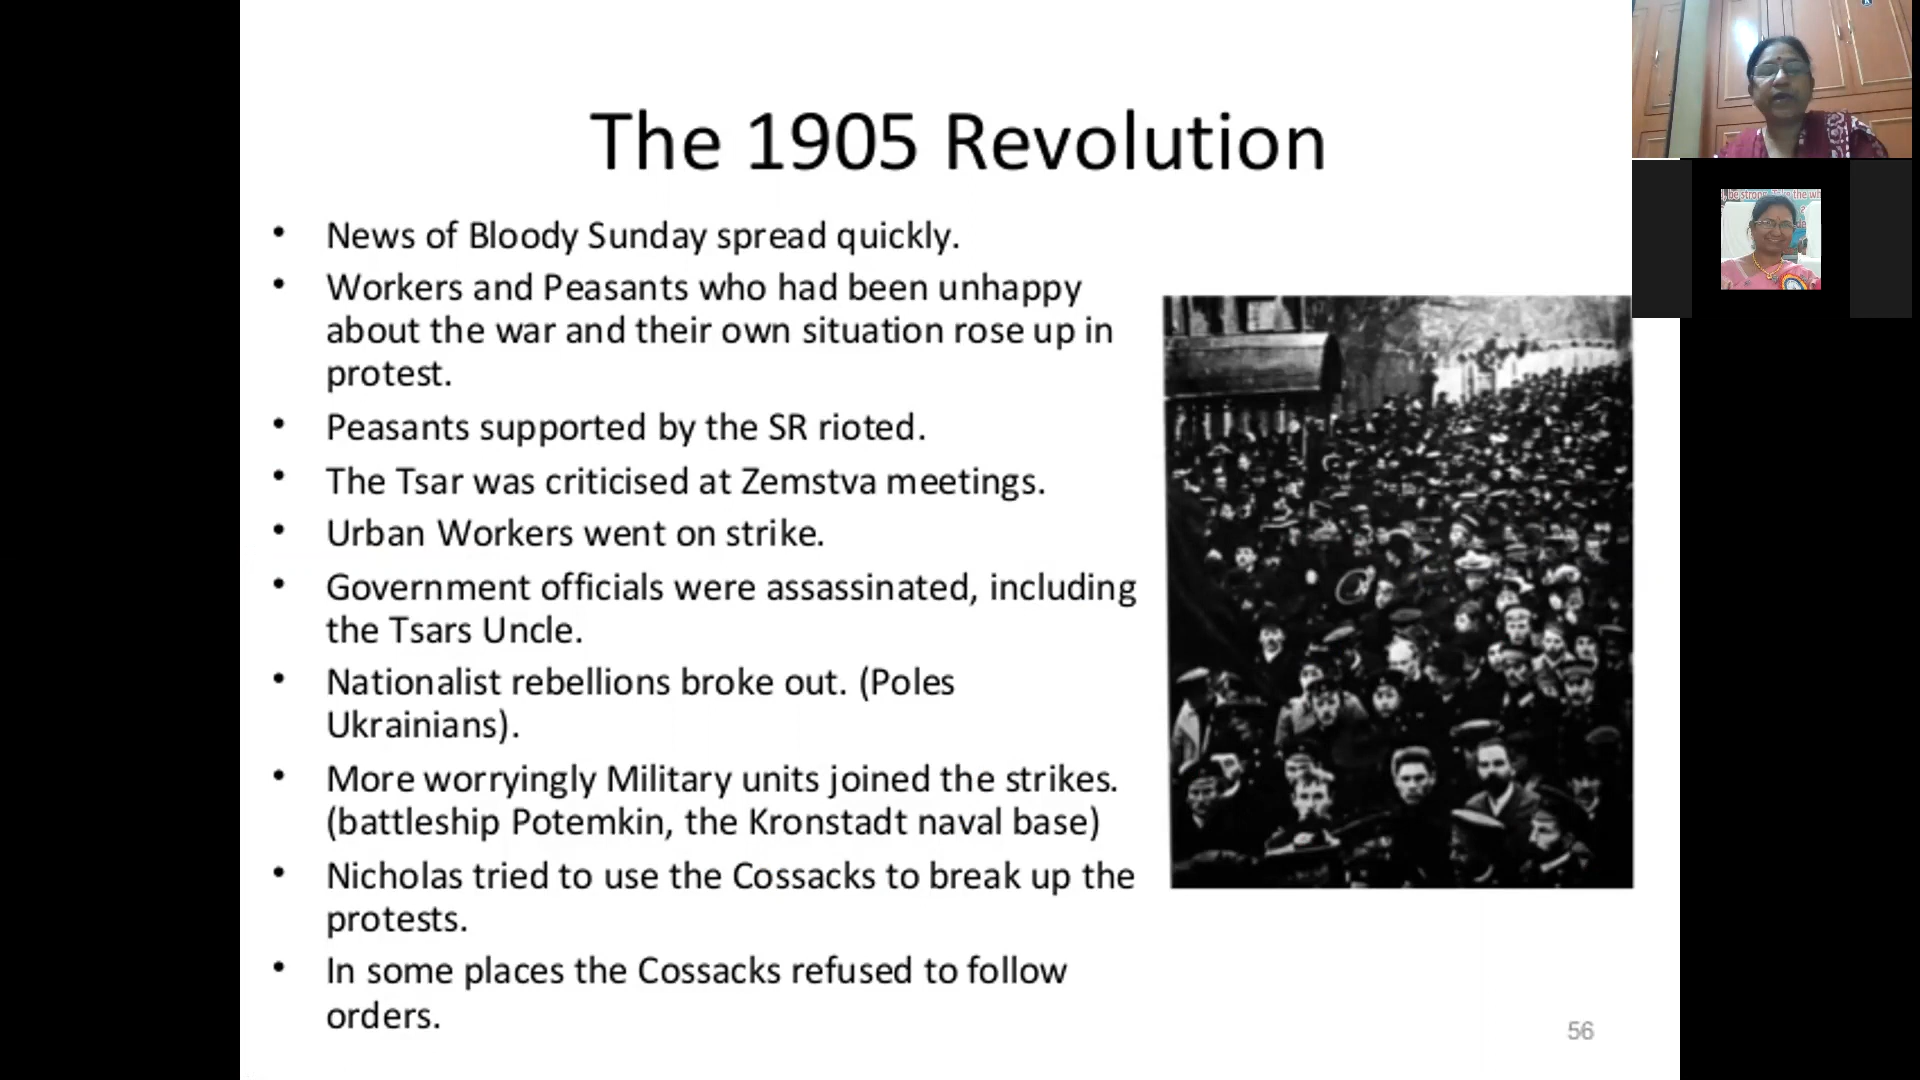 The 1905 Revolution
• News of Bloody Sunday spread quickly.
• Workers and Peasants who had been unhappy
about the war and their own situation rose up in
protest.
• Peasants supported by the SR rioted.
• The Tsar was criticised at Zemstva meetings.
• Urban Workers went on strike.
• Government officials were assassinated, including
the Tsars Uncle.
• Nationalist rebellions broke out. (Poles
Ukrainians).
• More worryingly Military units joined the strikes.
(battleship Potemkin, the Kronstadt naval base)
• Nicholas tried to use the Cossacks to break up the
protests.
• In some places the Cossacks refused to follow
orders.
56